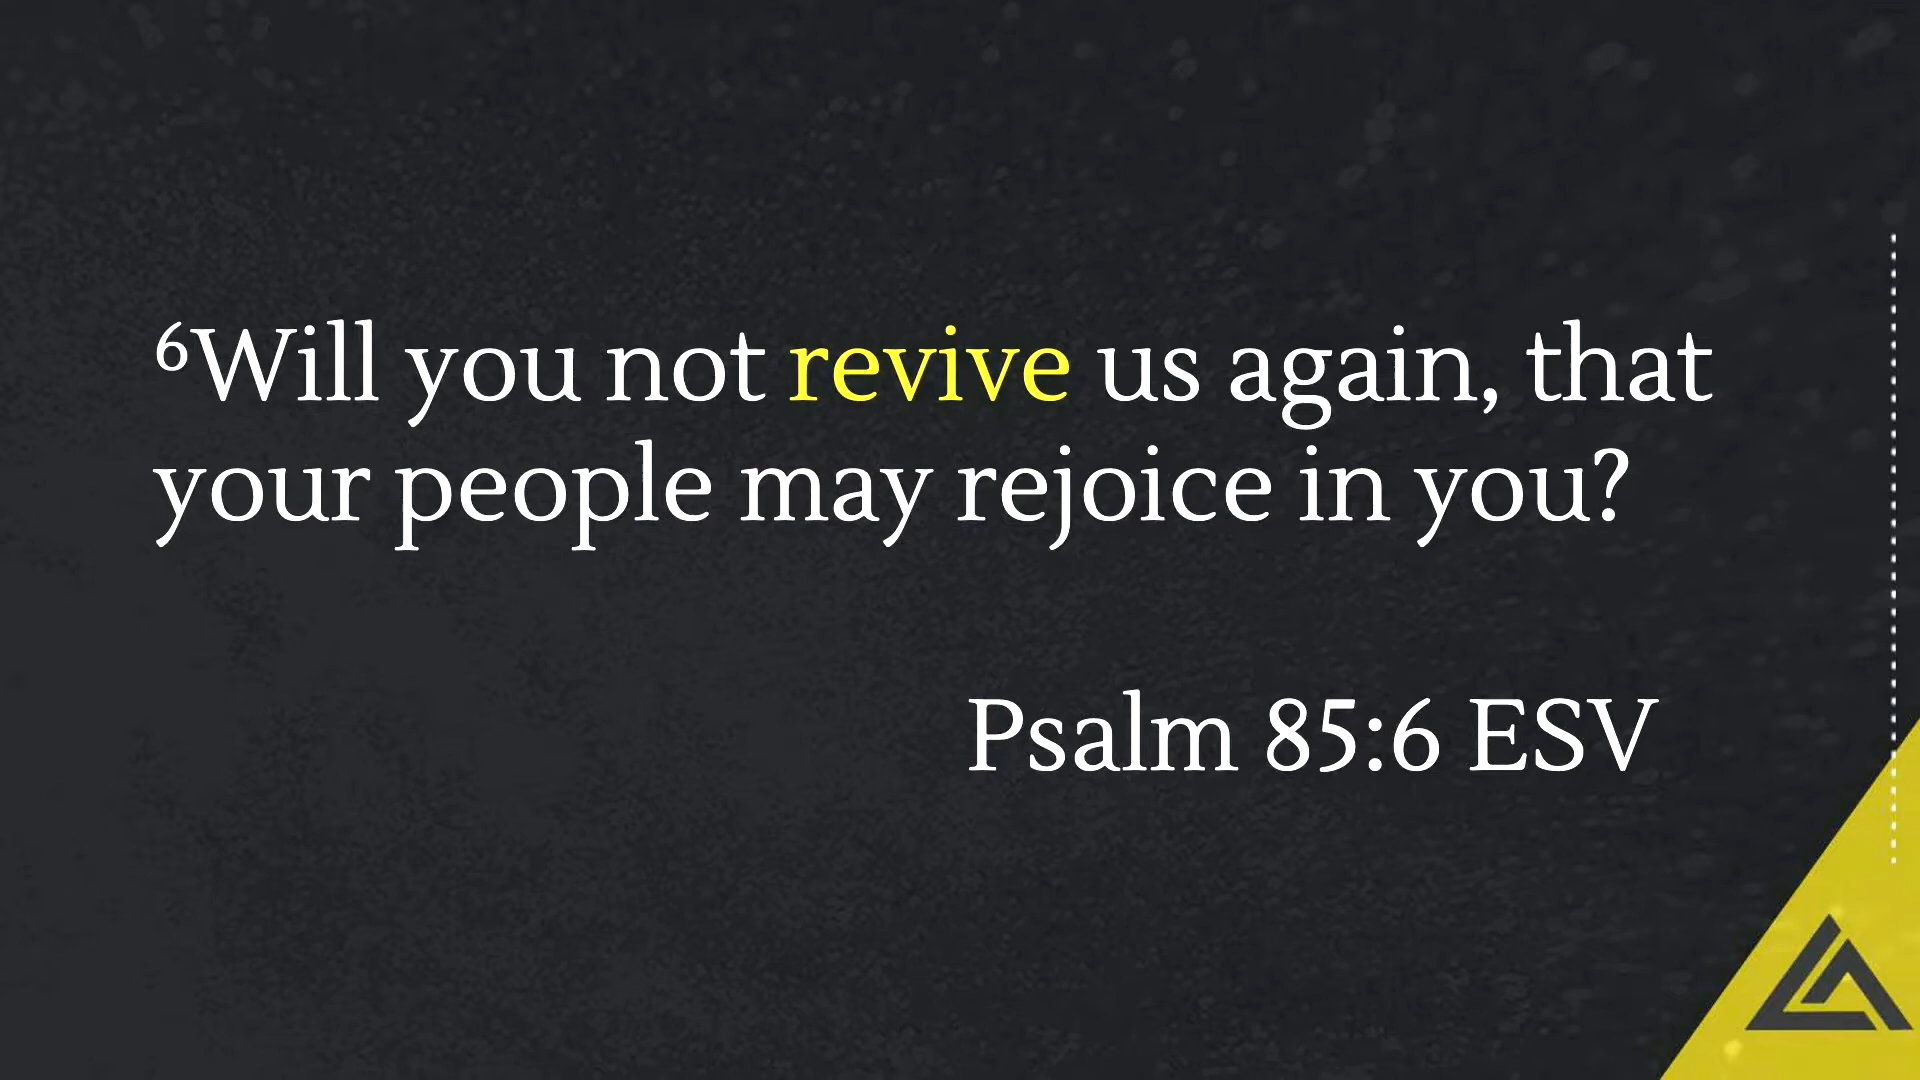 ⁶Will you not revive us again, that
your people may rejoice in you?
Psalm 85:6 ESV